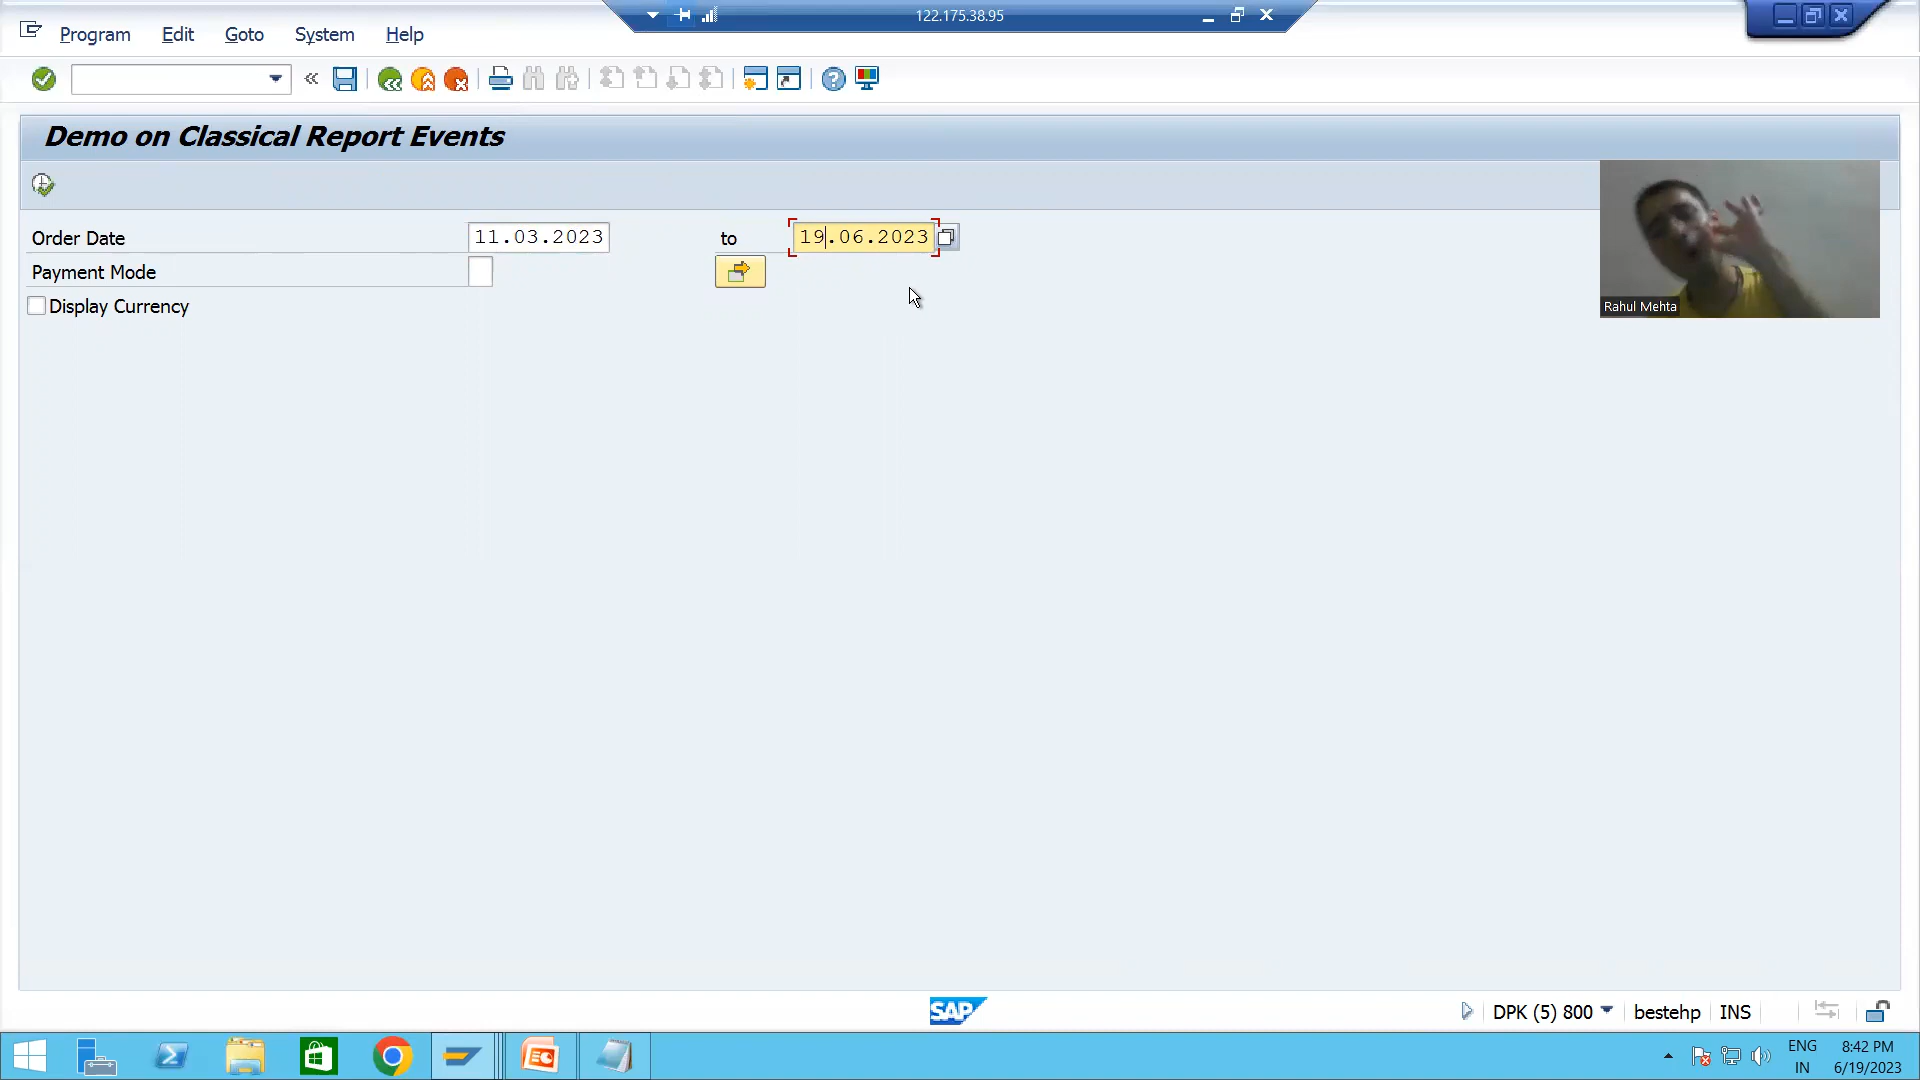 122.175.38.95
Program Edit Goto System Help
Demo on Classical Report Events
Order Date 11.03.2023 to 19.06.2023
Payment Mode
Display Currency
Rahul Mehta
SAP DPK (5) 800 bestehp INS
ENG 8:42 PM
IN 6/19/2023